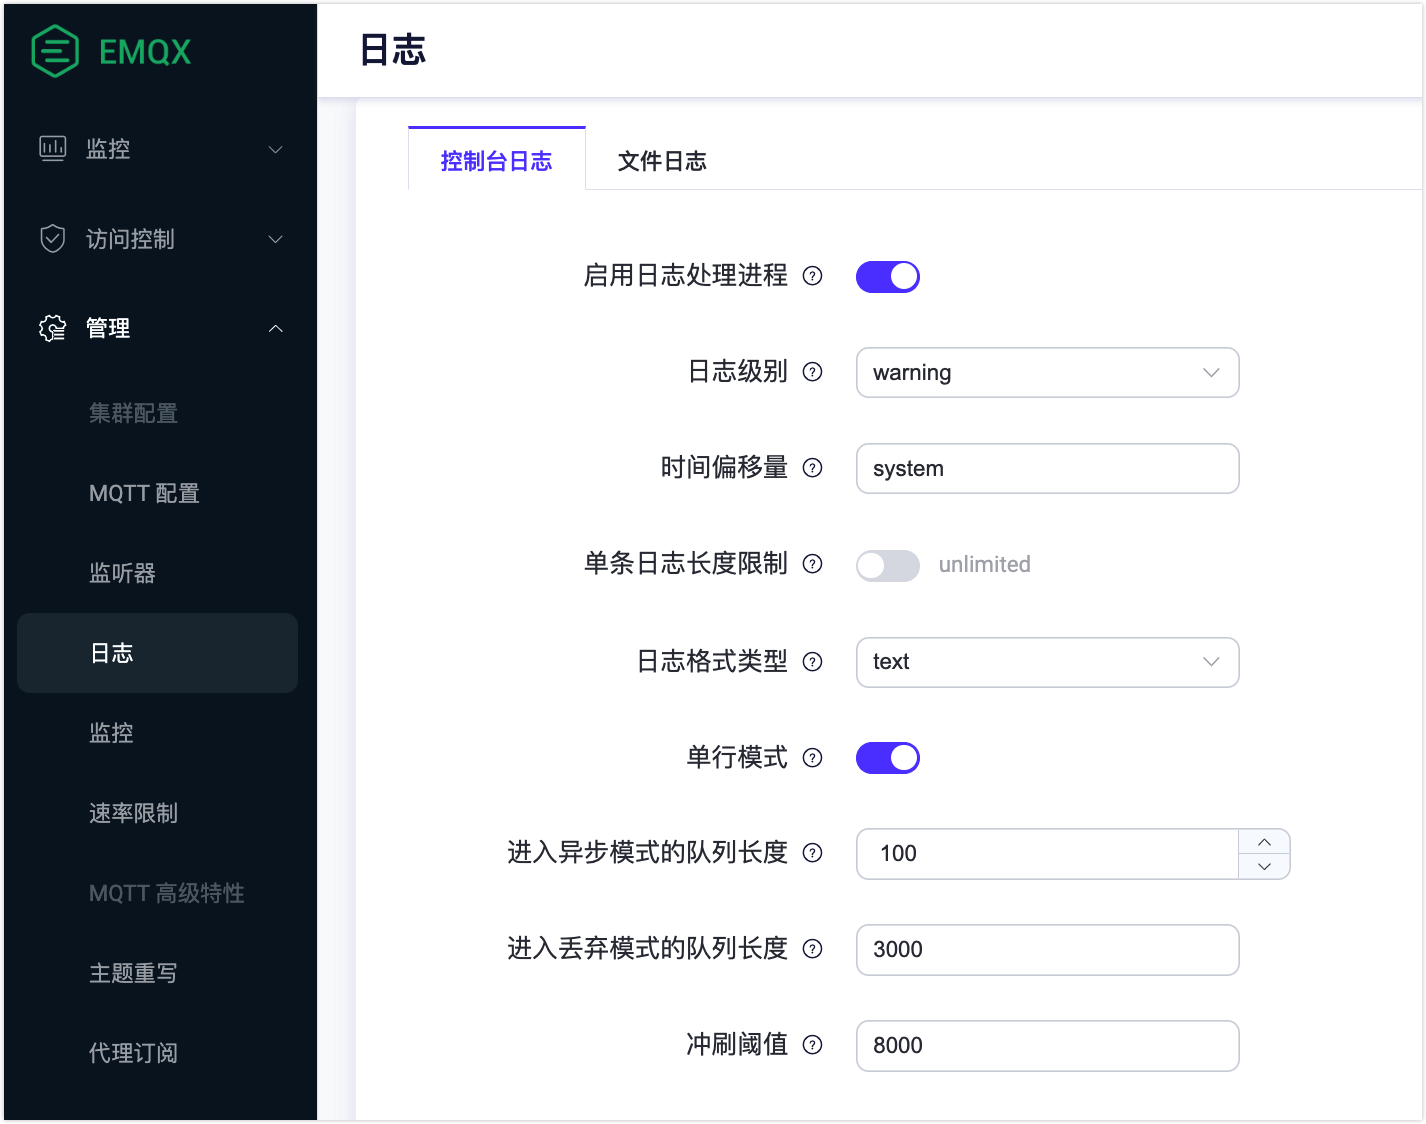 EMQX
监控
访问控制
管理
集群配置
MQTT 配置
监听器
日志
监控
速率限制
MQTT 高级特性
主题重写
代理订阅
日志
控制台日志 文件日志
启用日志处理进程
日志级别 warning
时间偏移量 system
单条日志长度限制 unlimited
日志格式类型 text
单行模式
进入异步模式的队列长度 100
进入丢弃模式的队列长度 3000
冲刷阈值 8000